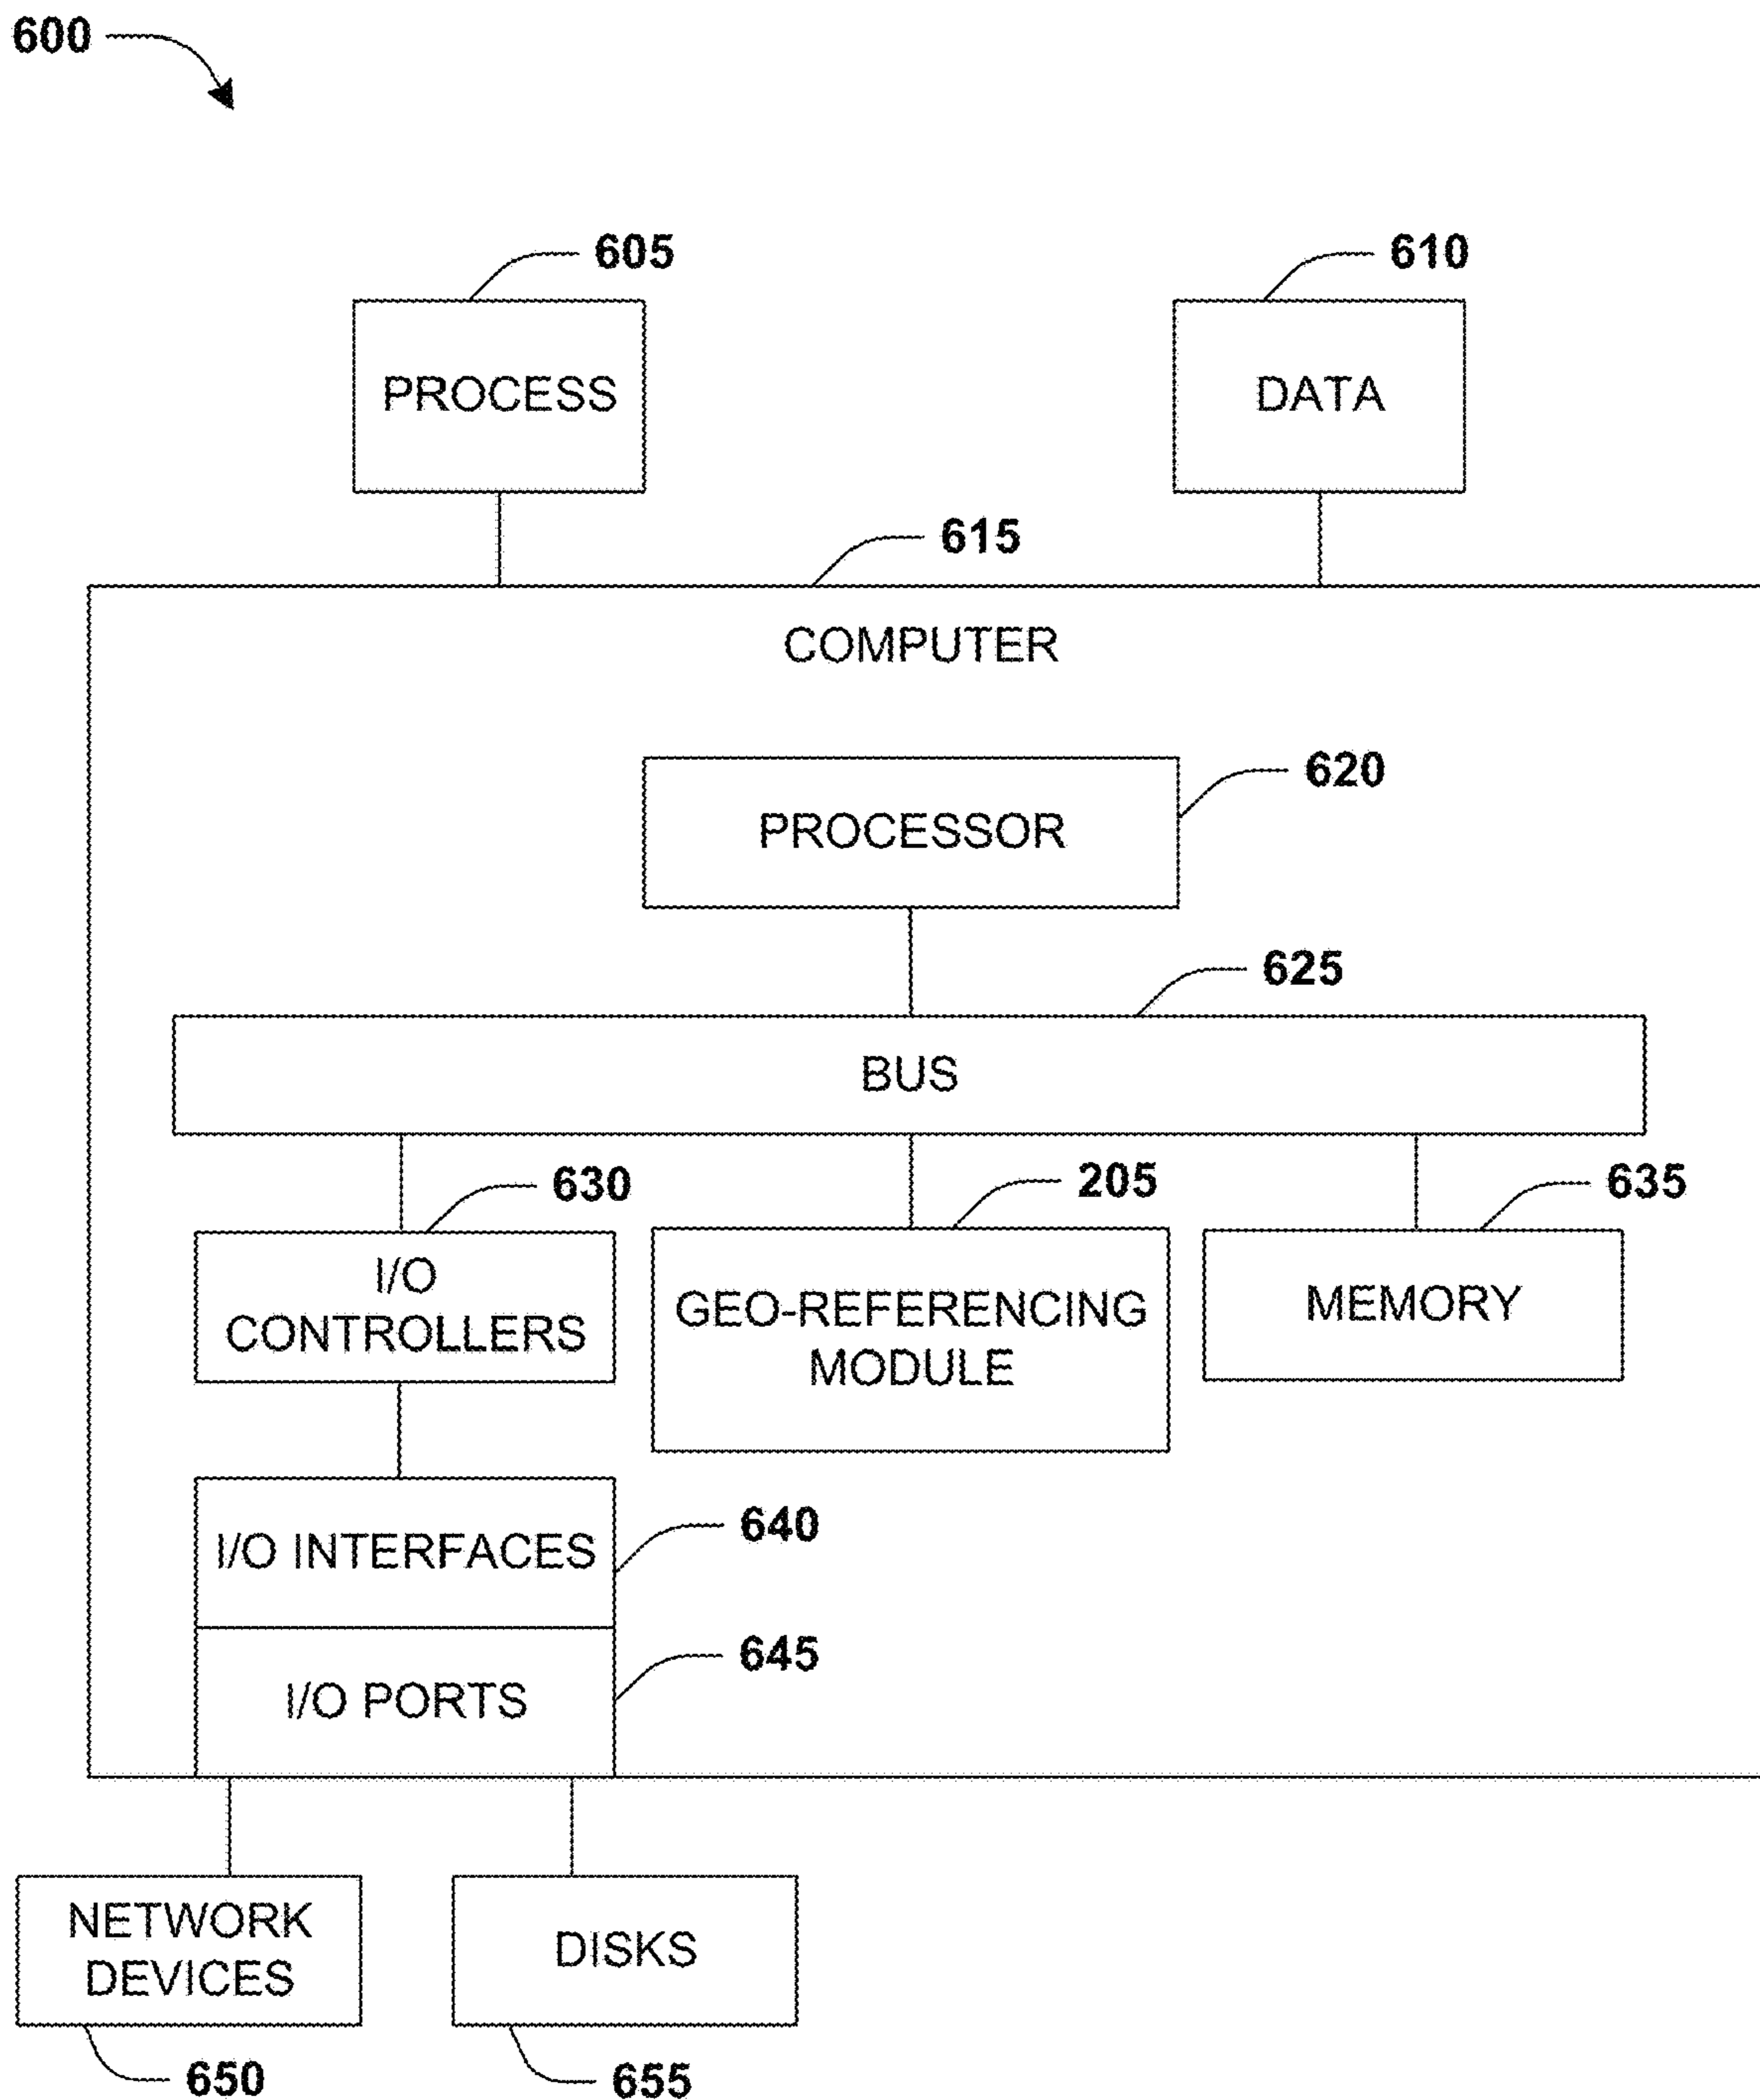 600
605
610
PROCESS
DATA
615
COMPUTER
620
PROCESSOR
625
BUS
630
205
635
I/O
CONTROLLERS
GEO-REFERENCING
MODULE
MEMORY
640
I/O INTERFACES
645
I/O PORTS
NETWORK
DEVICES
DISKS
650
655